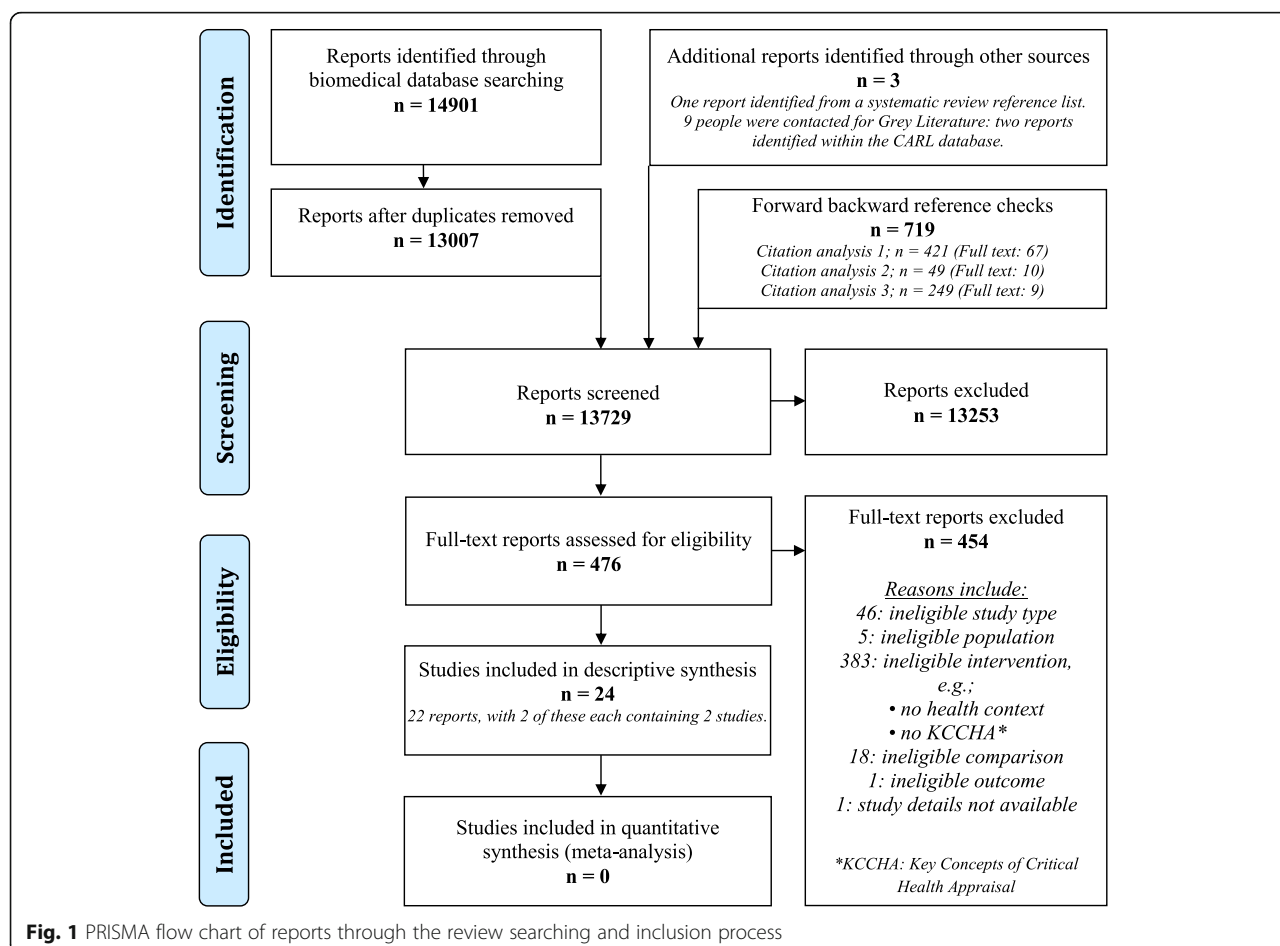 Identification
Reports identified through
biomedical database searching
n = 14901
Additional reports identified through other sources
n = 3
One report identified from a systematic review reference list.
9 people were contacted for Grey Literature: two reports
identified within the CARL database.
Reports after duplicates removed
n = 13007
Forward backward reference checks
n = 719
Citation analysis 1; n = 421 (Full text: 67)
Citation analysis 2; n = 49 (Full text: 10)
Citation analysis 3; n = 249 (Full text: 9)
Screening
Reports screened
n = 13729
Reports excluded
n = 13253
Eligibility
Full-text reports assessed for eligibility
n = 476
Full-text reports excluded
n = 454
Reasons include:
46: ineligible study type
5: ineligible population
383: ineligible intervention,
e.g.;
• no health context
• no KCCHA*
18: ineligible comparison
1: ineligible outcome
1: study details not available
*KCCHA: Key Concepts of Critical
Health Appraisal
Studies included in descriptive synthesis
n = 24
22 reports, with 2 of these each containing 2 studies.
Included
Studies included in quantitative
synthesis (meta-analysis)
n = 0
Fig. 1 PRISMA flow chart of reports through the review searching and inclusion process